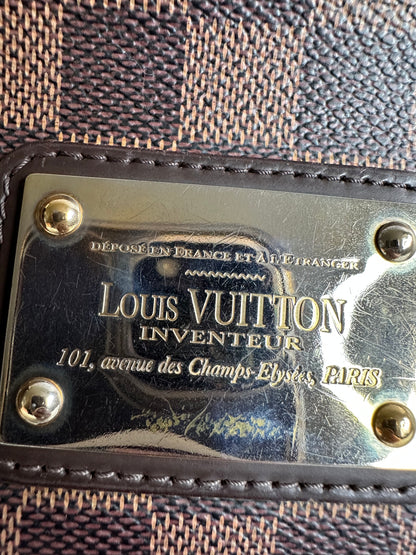 DÉPOSÉ EN FRANCE ET À L'ETRANGER
LOUIS VUITTON
INVENTEUR
101, avenue des Champs-Elysées, PARIS